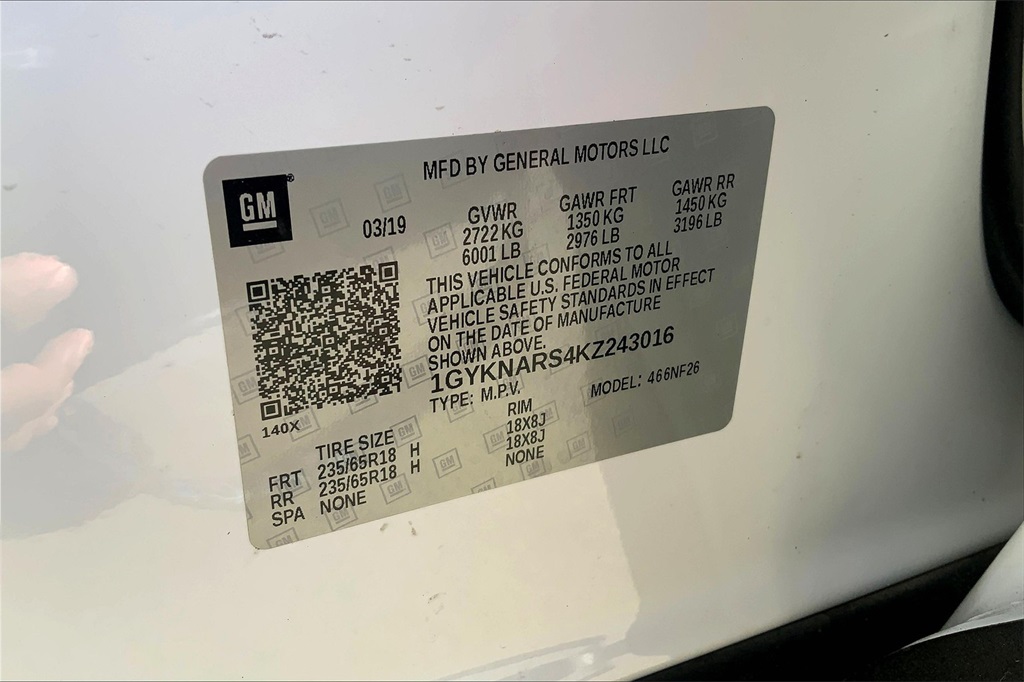 MFD BY GENERAL MOTORS LLC
GM®
03/19
GVWR
2722 KG
6001 LB
GAWR FRT
1350 KG
2976 LB
GAWR RR
1450 KG
3196 LB
THIS VEHICLE CONFORMS TO ALL
APPLICABLE U.S. FEDERAL MOTOR
VEHICLE SAFETY STANDARDS IN EFFECT
ON THE DATE OF MANUFACTURE
SHOWN ABOVE.
1GYKNARS4KZ243016
TYPE: M.P.V.
MODEL: 466NF26
140X
TIRE SIZE RIM
FRT 235/65R18 H 18X8J
RR 235/65R18 H 18X8J
SPA NONE NONE